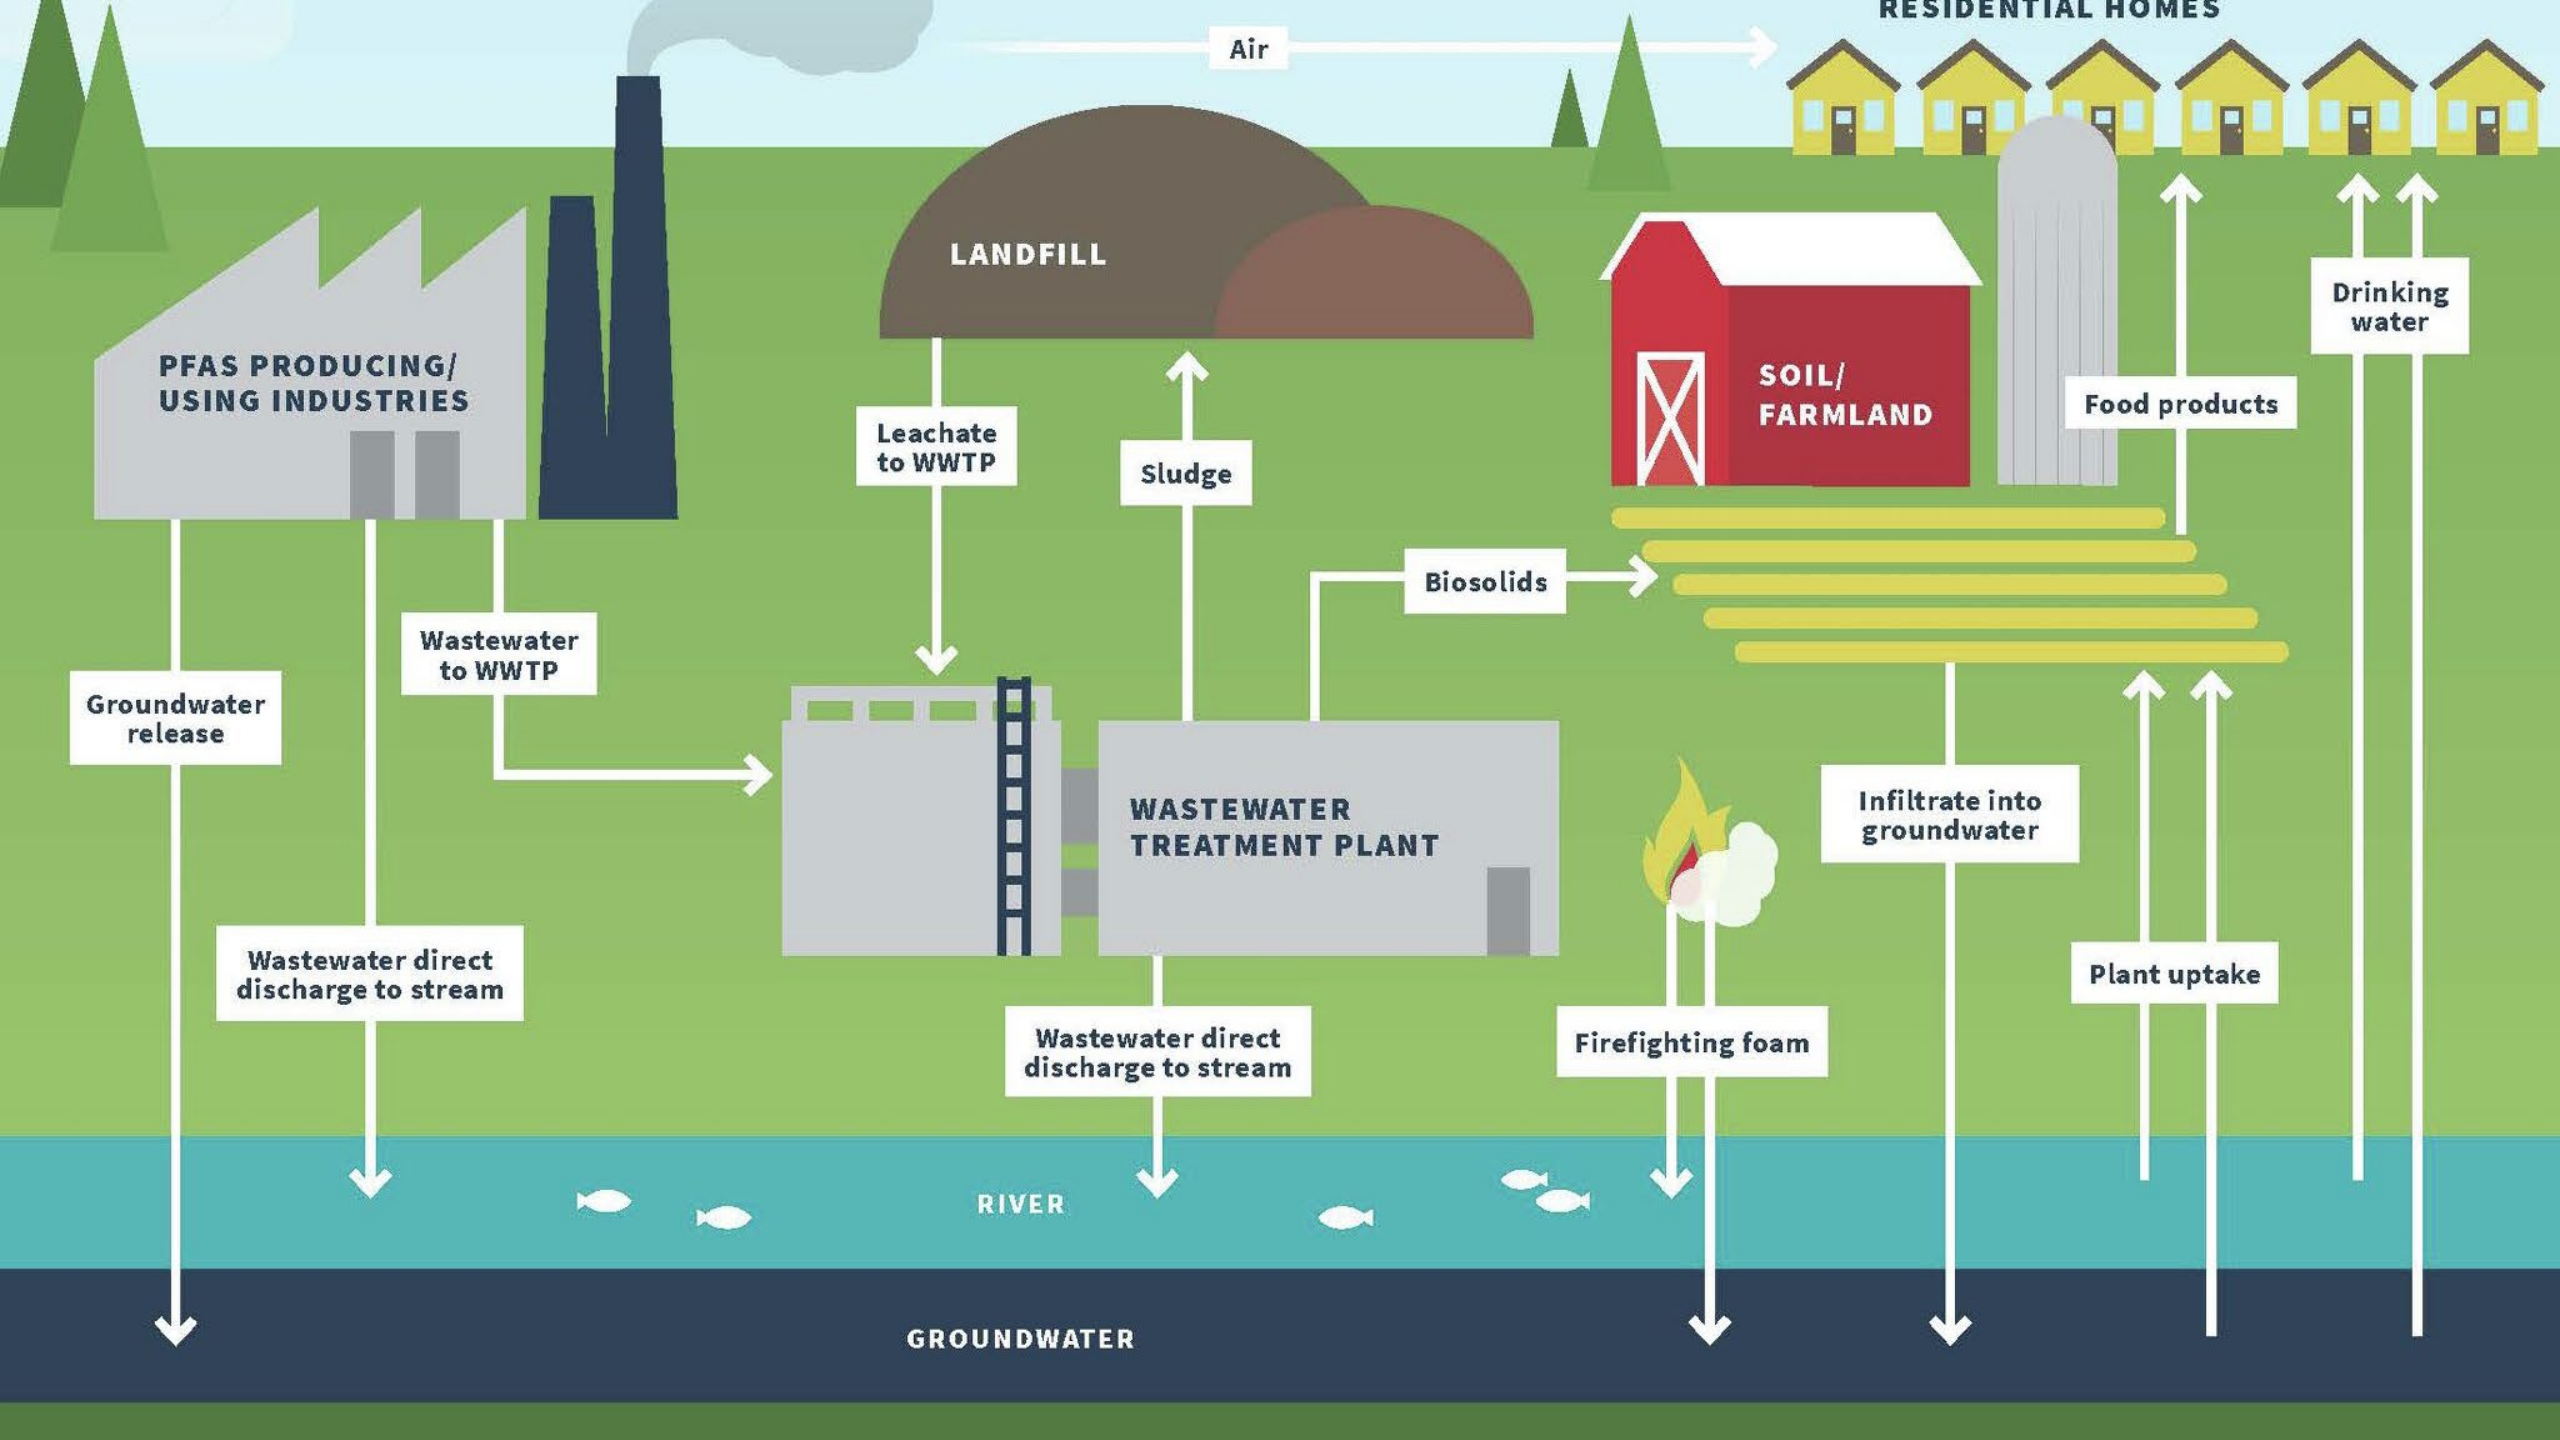 RESIDENTIAL HOMES
Air
LANDFILL
Drinking
water
PFAS PRODUCING/
USING INDUSTRIES
SOIL/
FARMLAND
Food products
Leachate
to WWTP
Sludge
Biosolids
Wastewater
to WWTP
Groundwater
release
WASTEWATER
TREATMENT PLANT
Infiltrate into
groundwater
Wastewater direct
discharge to stream
Plant uptake
Wastewater direct
discharge to stream
Firefighting foam
RIVER
GROUNDWATER